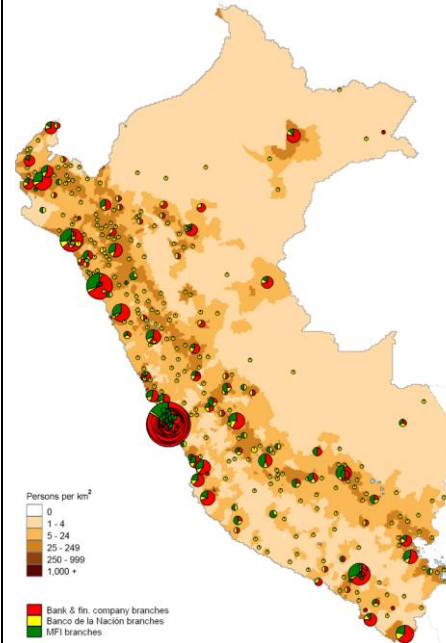 Persons per km²
0
1 - 4
5 - 24
25 - 249
250 - 999
1,000 +
Bank & fin. company branches
Banco de la Nación branches
MFI branches